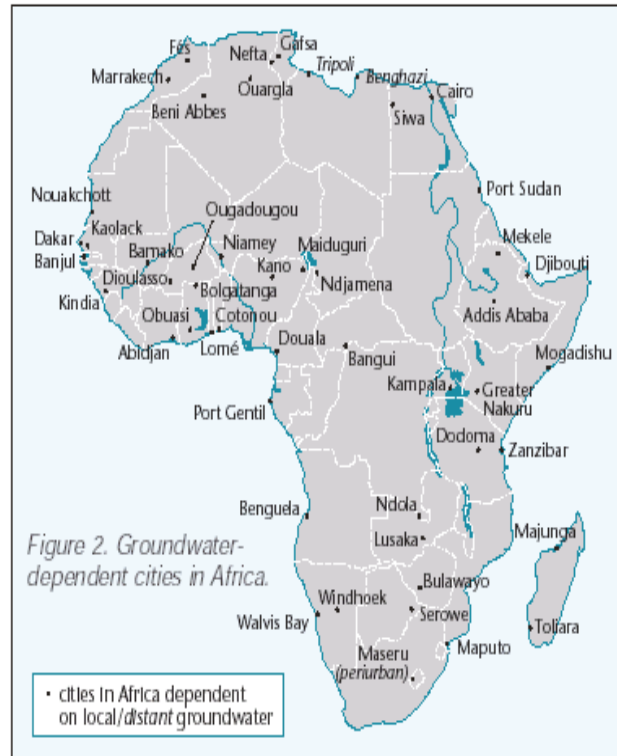 Fés
Nefta
Gafsa
Tripoli
Benghazi
Marrakech
Ouargla
Cairo
Beni Abbes
Siwa
Nouakchott
Port Sudan
Ougadougou
Kaolack
Mekele
Dakar
Bamako
Niamey
Maiduguri
Banjul
Kano
Djibouti
Dioulasso
Ndjamena
Bolgatanga
Kindia
Obuasi
Cotonou
Addis Ababa
Abidjan
Lomé
Douala
Bangui
Mogadishu
Kampala
Greater
Nakuru
Port Gentil
Dodoma
Zanzibar
Benguela
Ndola
Lusaka
Majunga
Figure 2. Groundwater-
dependent cities in Africa.
Bulawayo
Windhoek
Serowe
Walvis Bay
Toliara
Maputo
Maseru
(periurban)
• cities in Africa dependent
on local/distant groundwater